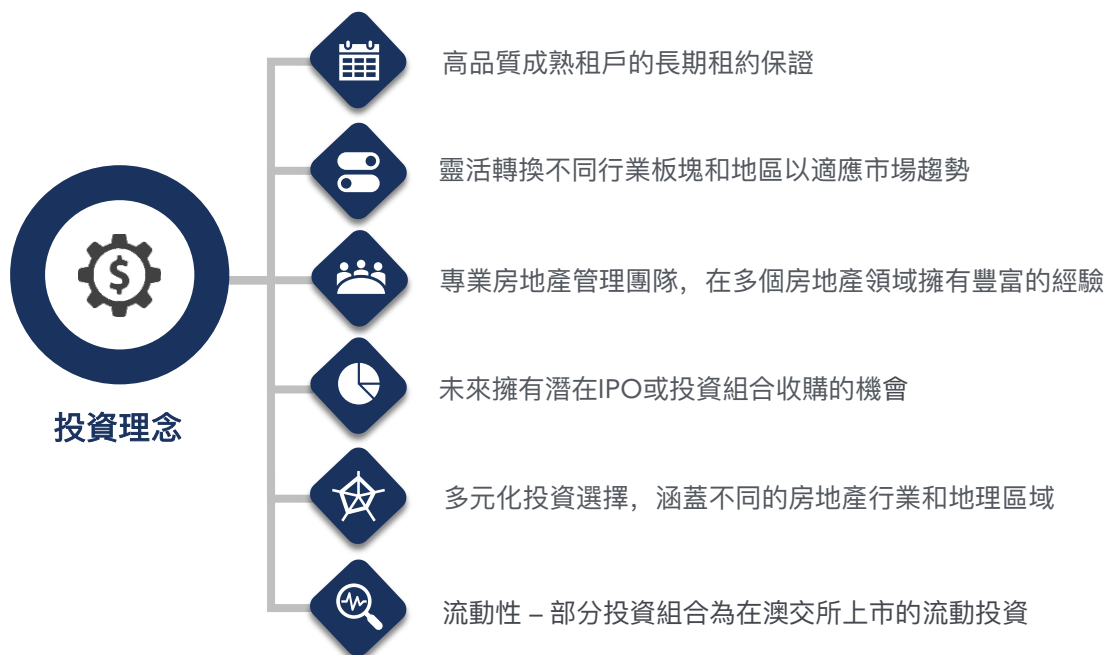 高品質成熟租戶的長期租約保證
靈活轉換不同行業板塊和地區以適應市場趨勢
專業房地產管理團隊，在多個房地產領域擁有豐富的經驗
$
投資理念
未來擁有潛在IPO或投資組合收購的機會
多元化投資選擇，涵蓋不同的房地產行業和地理區域
流動性 – 部分投資組合為在澳交所上市的流動投資